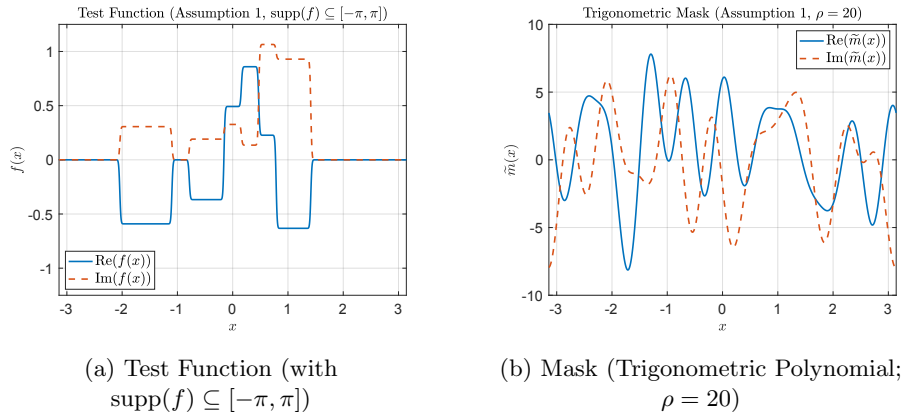 Test Function (Assumption 1, supp(f) ⊆ [−π, π])
1
0.5
0
-0.5
-1
f(x)
Re(f(x))
Im(f(x))
-3 -2 -1 0 1 2 3
x
(a) Test Function (with
supp(f) ⊆ [−π, π])
Trigonometric Mask (Assumption 1, ρ = 20)
10
5
0
-5
-10
m̃(x)
Re(m̃(x))
Im(m̃(x))
-3 -2 -1 0 1 2 3
x
(b) Mask (Trigonometric Polynomial;
ρ = 20)